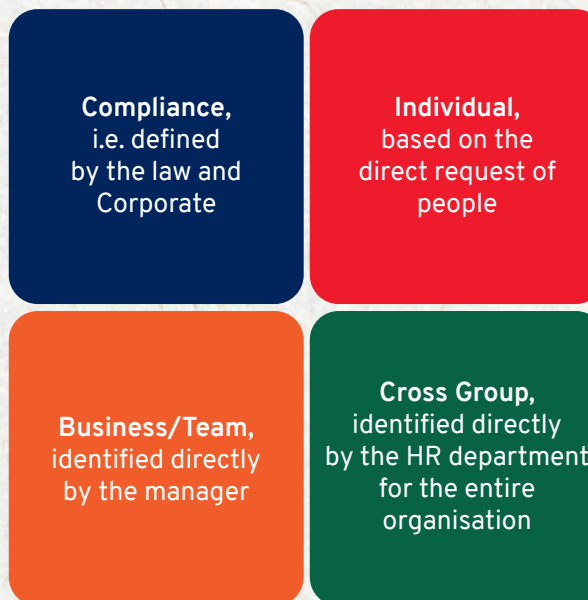 Compliance,
i.e. defined
by the law and
Corporate
Individual,
based on the
direct request of
people
Business/Team,
identified directly
by the manager
Cross Group,
identified directly
by the HR department
for the entire
organisation